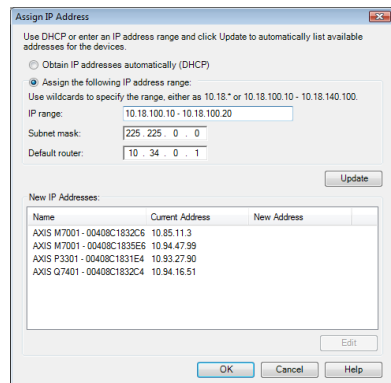 Assign IP Address
Use DHCP or enter an IP address range and click Update to automatically list available
addresses for the devices.
Obtain IP addresses automatically (DHCP)
Assign the following IP address range:
Use wildcards to specify the range, either as 10.18.* or 10.18.100.10 - 10.18.140.100.
IP range: 10.18.100.10 - 10.18.100.20
Subnet mask: 225 . 225 . 0 . 0
Default router: 10 . 34 . 0 . 1
Update
New IP Addresses:
Name Current Address New Address
AXIS M7001 - 00408C1832C6 10.85.11.3
AXIS M7001 - 00408C1835E6 10.94.47.99
AXIS P3301 - 00408C1831E4 10.93.27.90
AXIS Q7401 - 00408C1832C4 10.94.16.51
Edit
OK Cancel Help